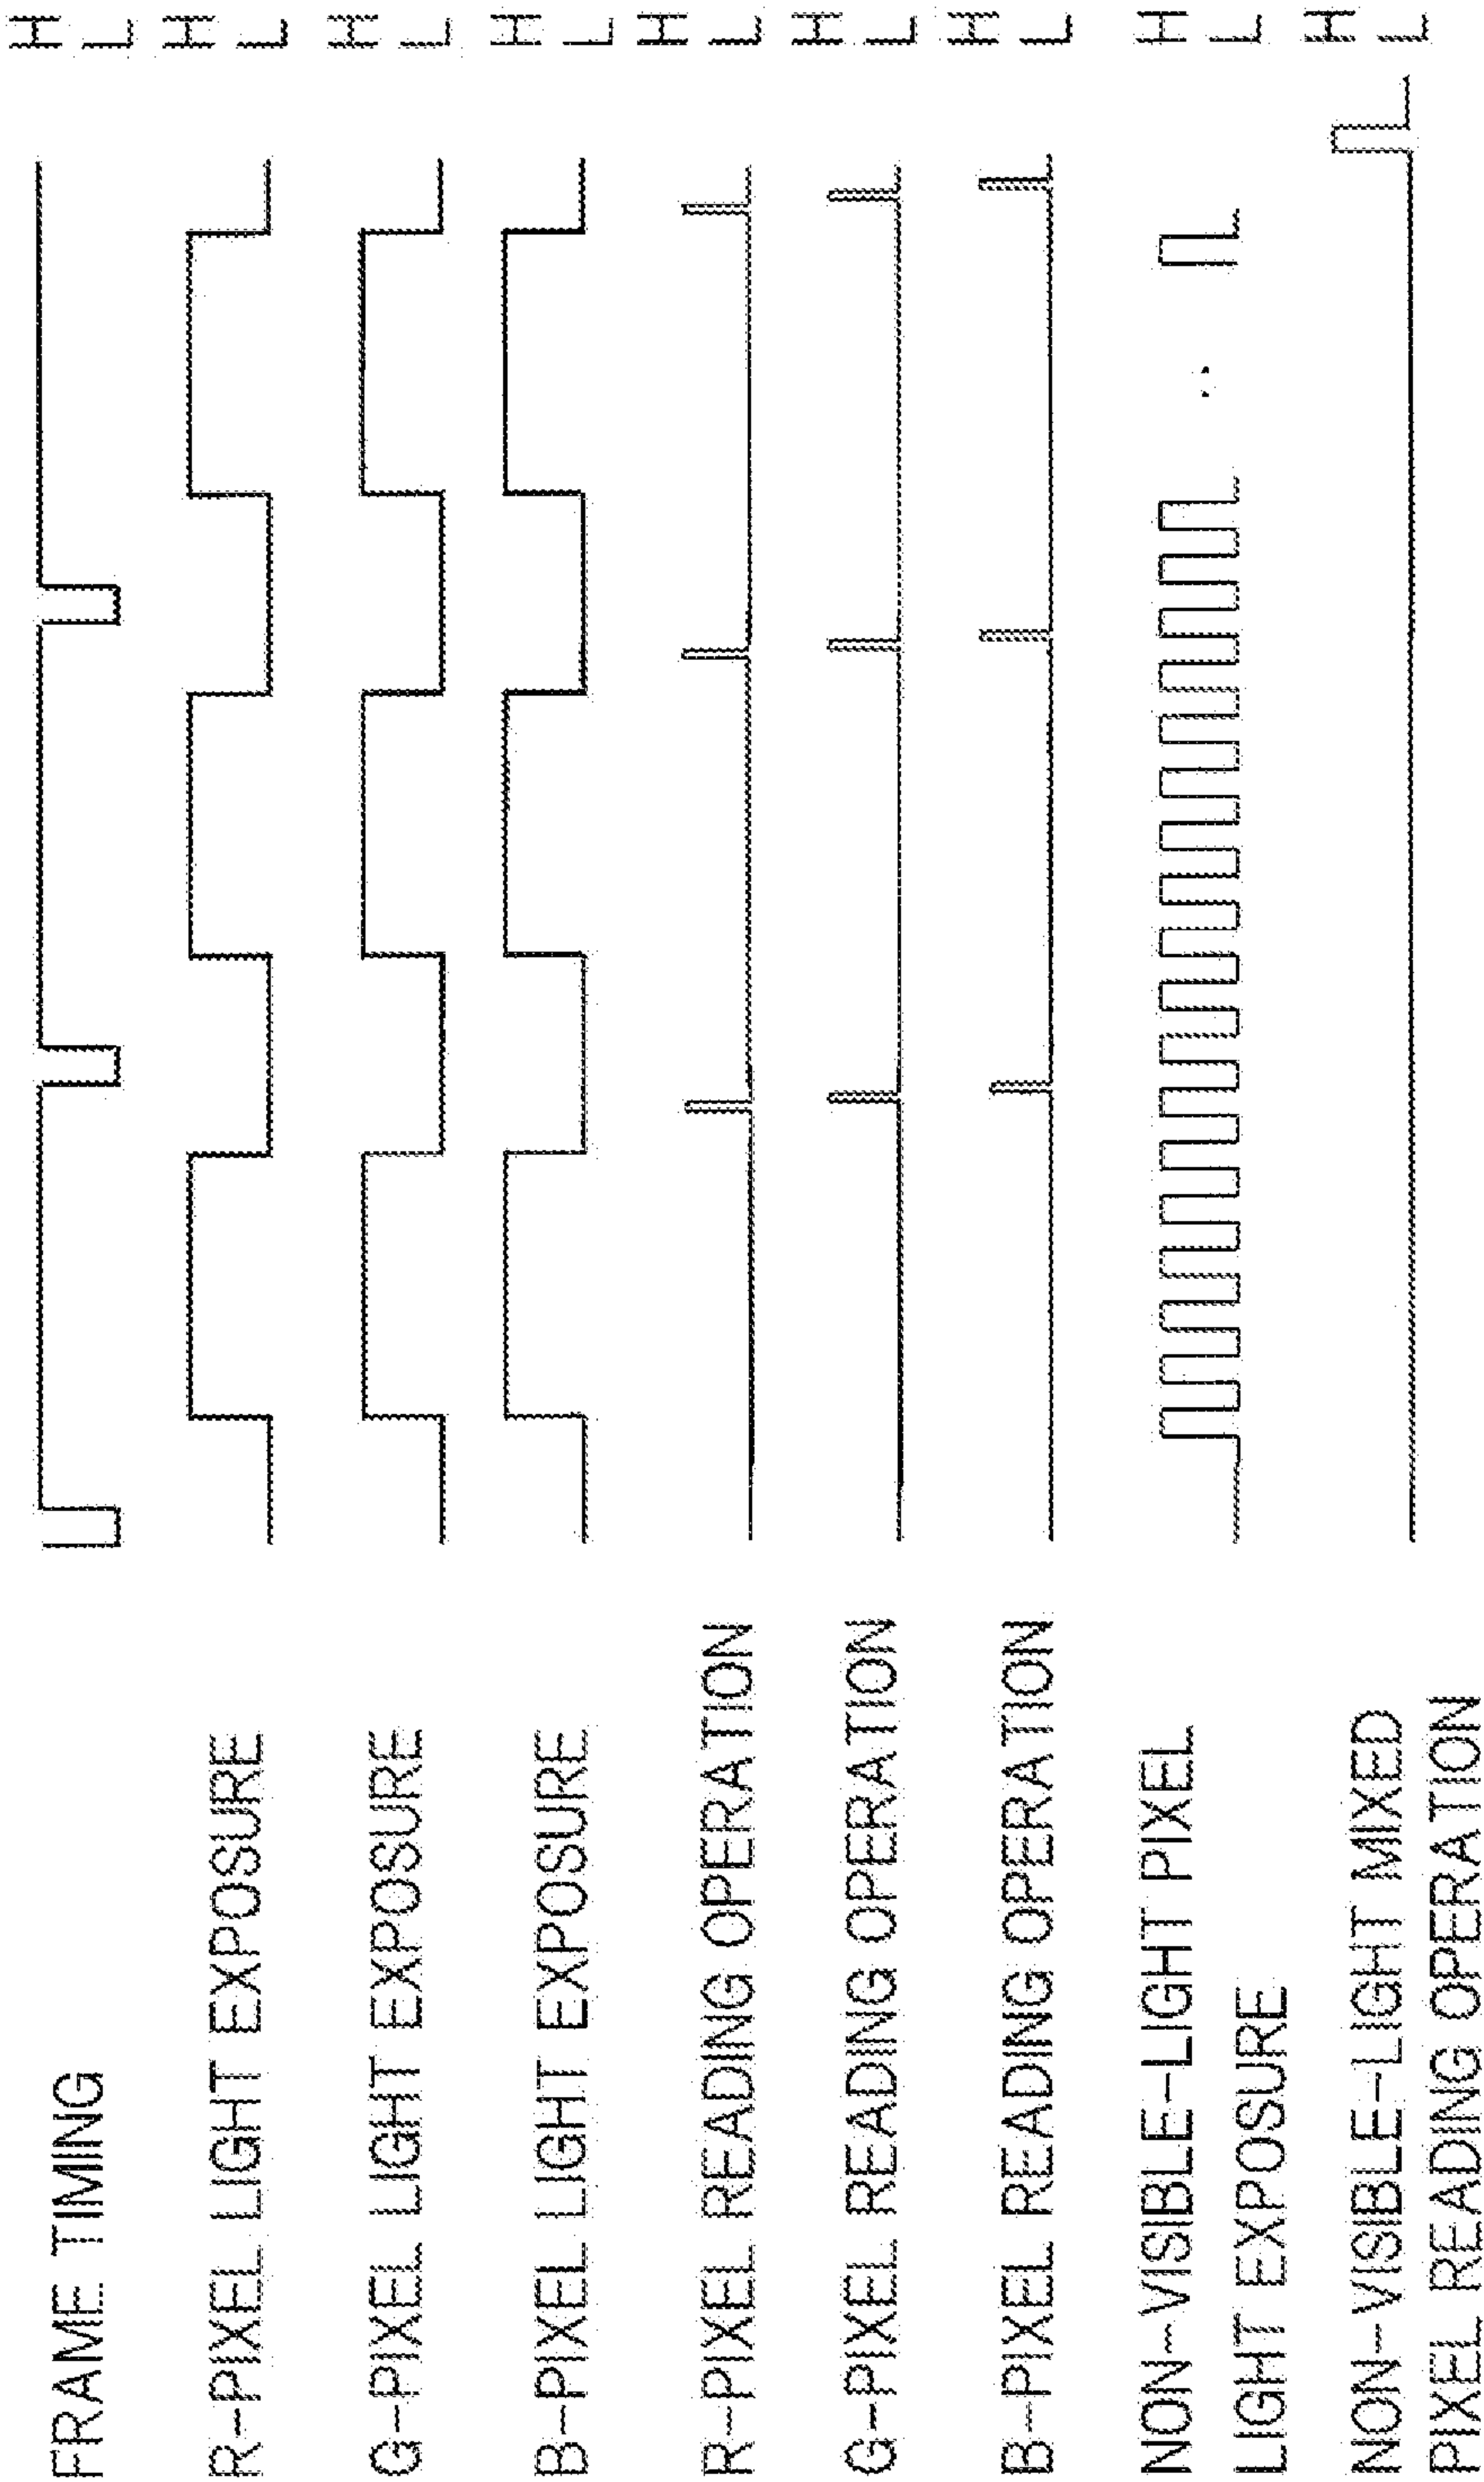 FRAME TIMING H L
R-PIXEL LIGHT EXPOSURE H L
G-PIXEL LIGHT EXPOSURE H L
B-PIXEL LIGHT EXPOSURE H L
R-PIXEL READING OPERATION H L
G-PIXEL READING OPERATION H L
B-PIXEL READING OPERATION H L
NON-VISIBLE-LIGHT PIXEL H L
LIGHT EXPOSURE
NON-VISIBLE-LIGHT MIXED H L
PIXEL READING OPERATION